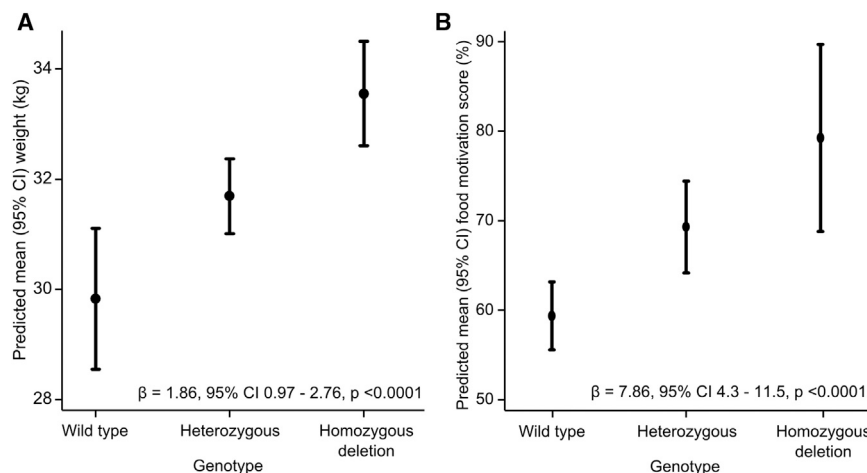 A
Predicted mean (95% CI) weight (kg)
34
32
30
28
β = 1.86, 95% CI 0.97 - 2.76, p <0.0001
Wild type
Heterozygous
Homozygous
deletion
Genotype
B
Predicted mean (95% CI) food motivation score (%)
90
80
70
60
50
β = 7.86, 95% CI 4.3 - 11.5, p <0.0001
Wild type
Heterozygous
Homozygous
deletion
Genotype